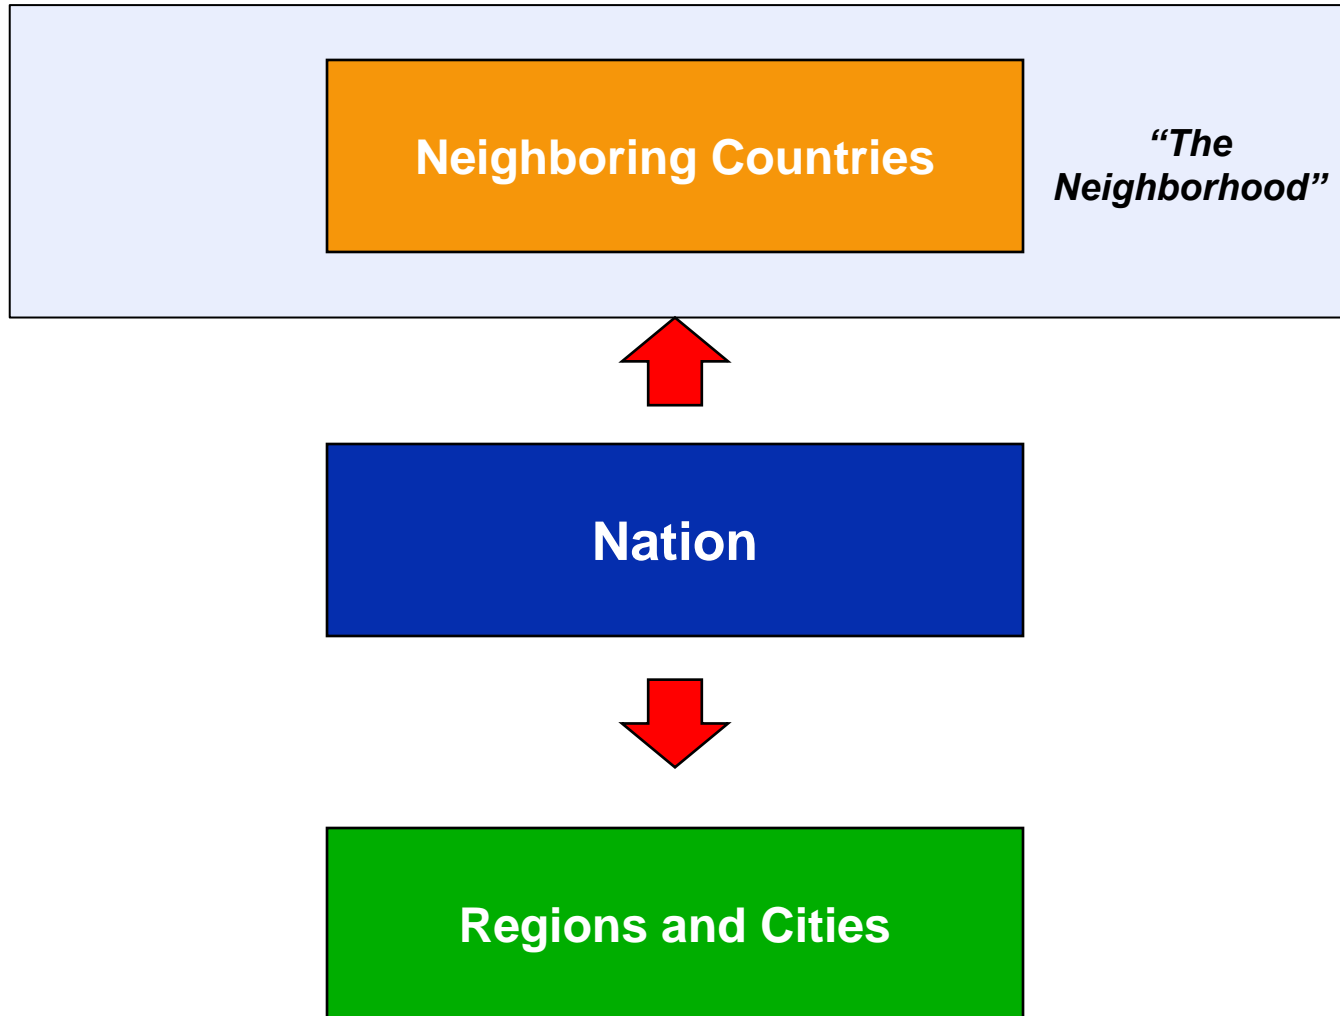 Neighboring Countries
“The
Neighborhood”
Nation
Regions and Cities